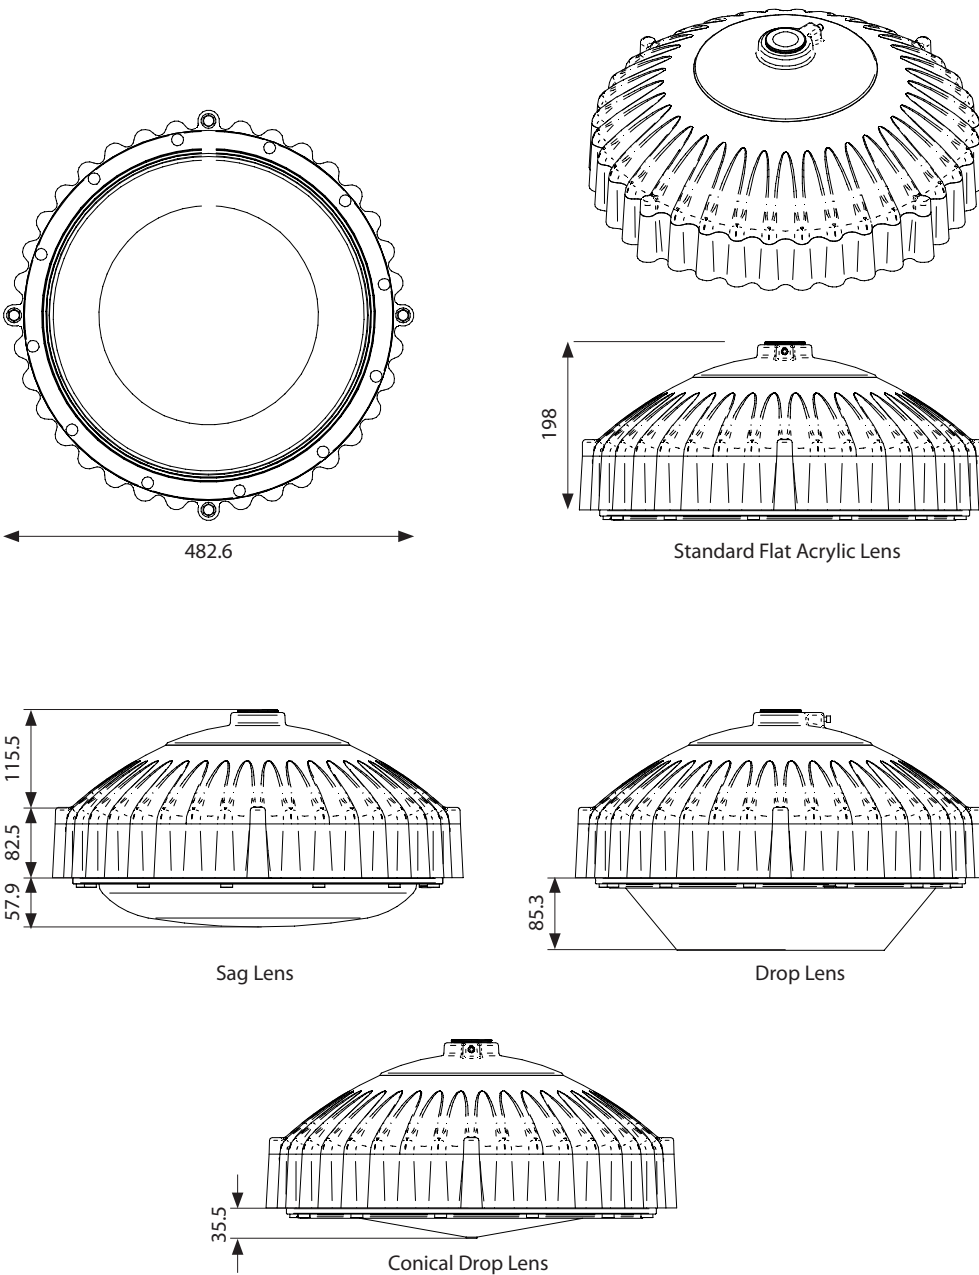 198
482.6
Standard Flat Acrylic Lens
115.5
82.5
57.9
85.3
Sag Lens
Drop Lens
35.5
Conical Drop Lens